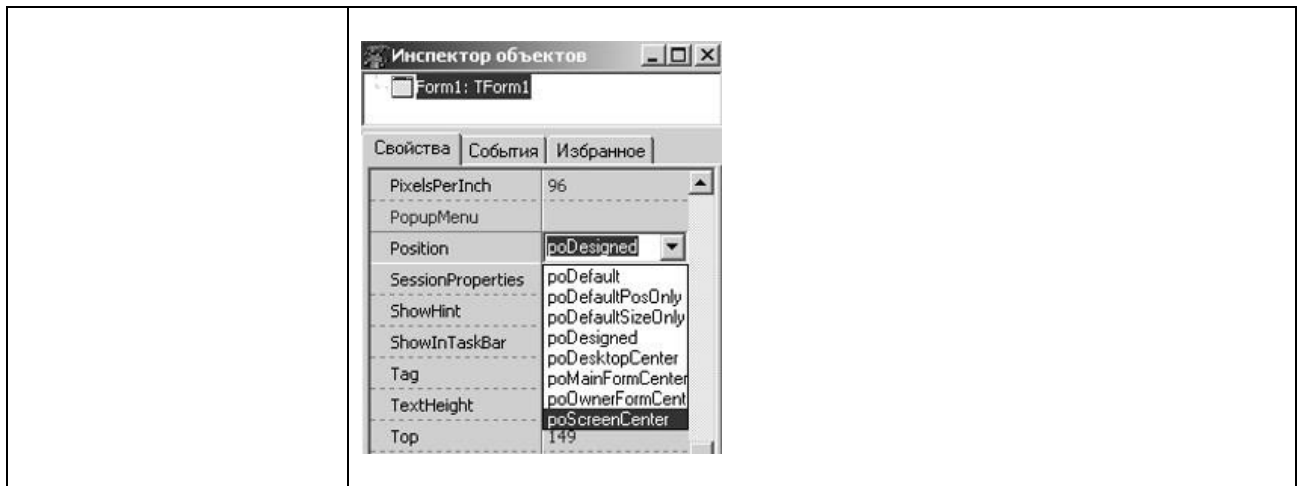 Инспектор объектов
Form1: TForm1
Свойства События Избранное
PixelsPerInch 96
PopupMenu
Position poDesigned
SessionProperties poDefault
poDefaultPosOnly
ShowHint poDefaultSizeOnly
ShowInTaskBar poDesigned
poDesktopCenter
Tag poMainFormCenter
TextHeight poOwnerFormCent
poScreenCenter
Top 149